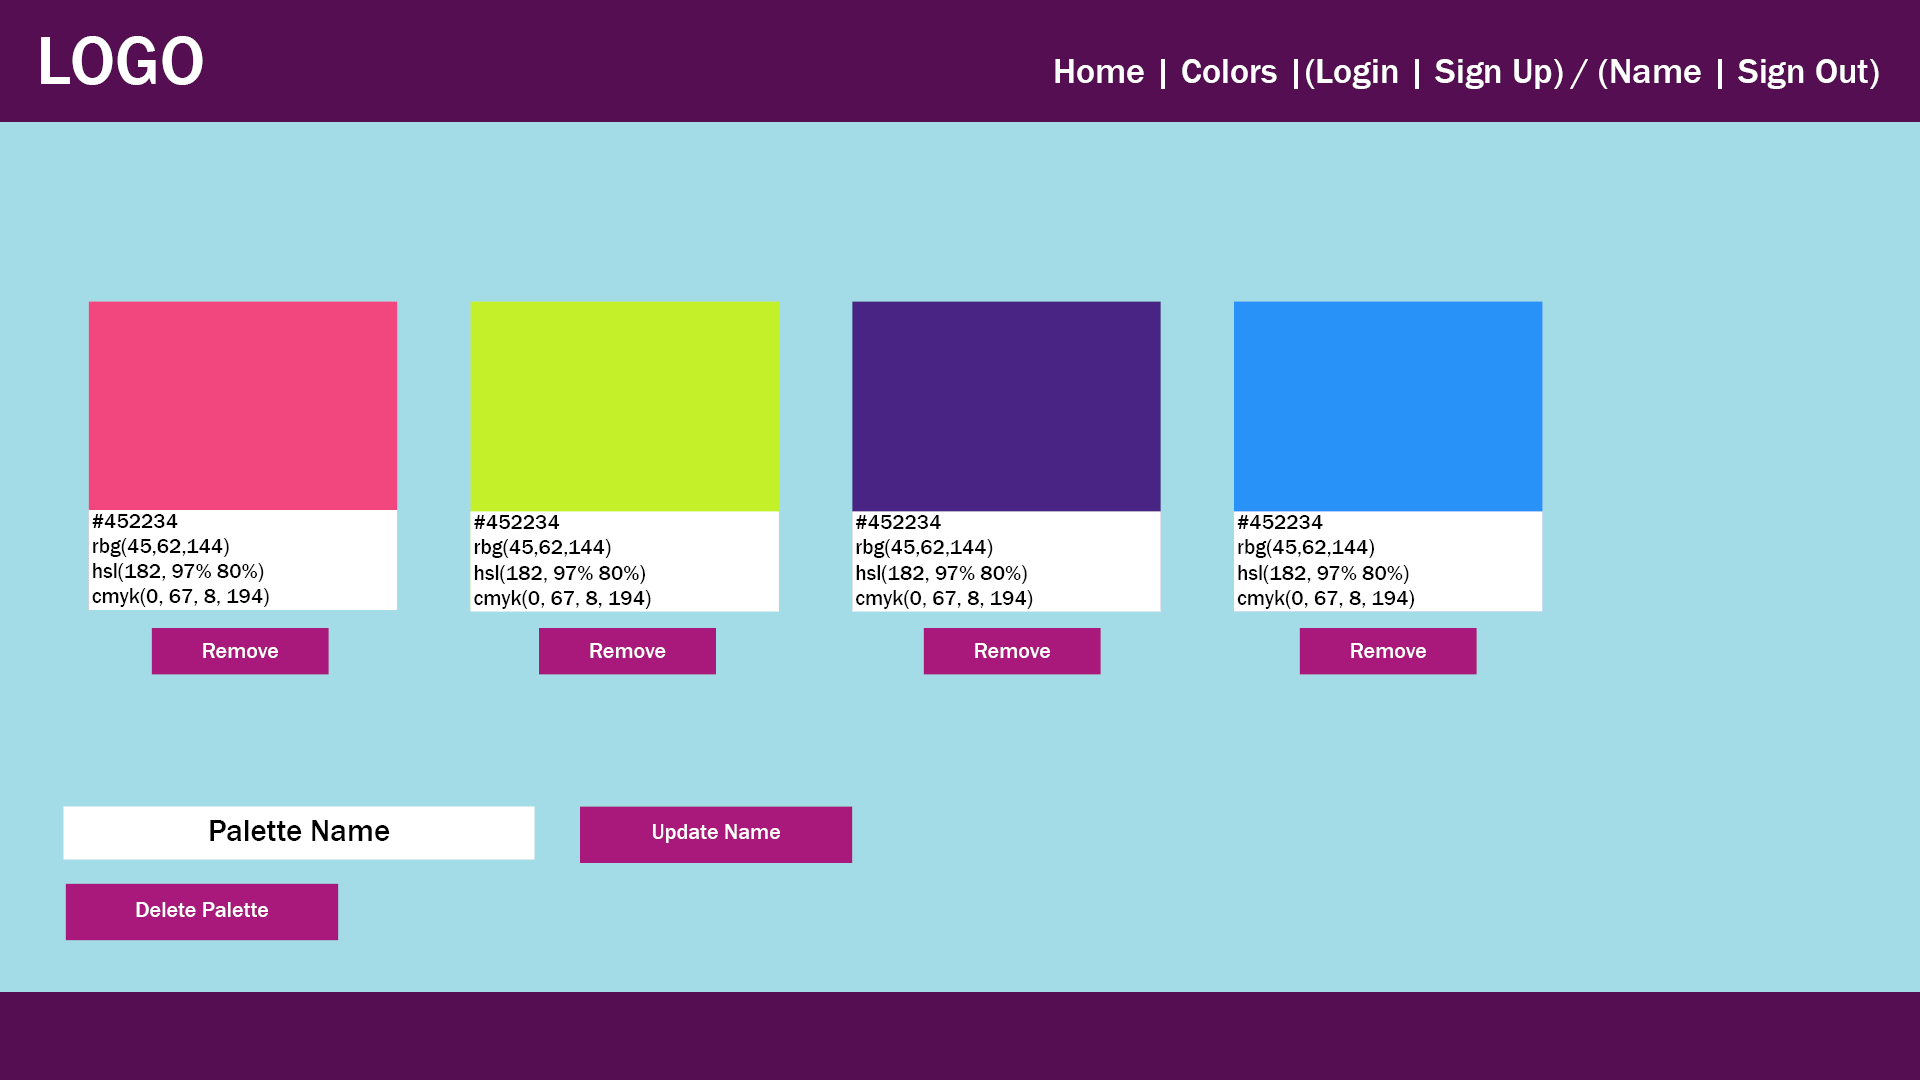 LOGO
Home | Colors |(Login | Sign Up) / (Name | Sign Out)
#452234
rbg(45,62,144)
hsl(182, 97% 80%)
cmyk(0, 67, 8, 194)
Remove
#452234
rbg(45,62,144)
hsl(182, 97% 80%)
cmyk(0, 67, 8, 194)
Remove
#452234
rbg(45,62,144)
hsl(182, 97% 80%)
cmyk(0, 67, 8, 194)
Remove
#452234
rbg(45,62,144)
hsl(182, 97% 80%)
cmyk(0, 67, 8, 194)
Remove
Palette Name
Update Name
Delete Palette